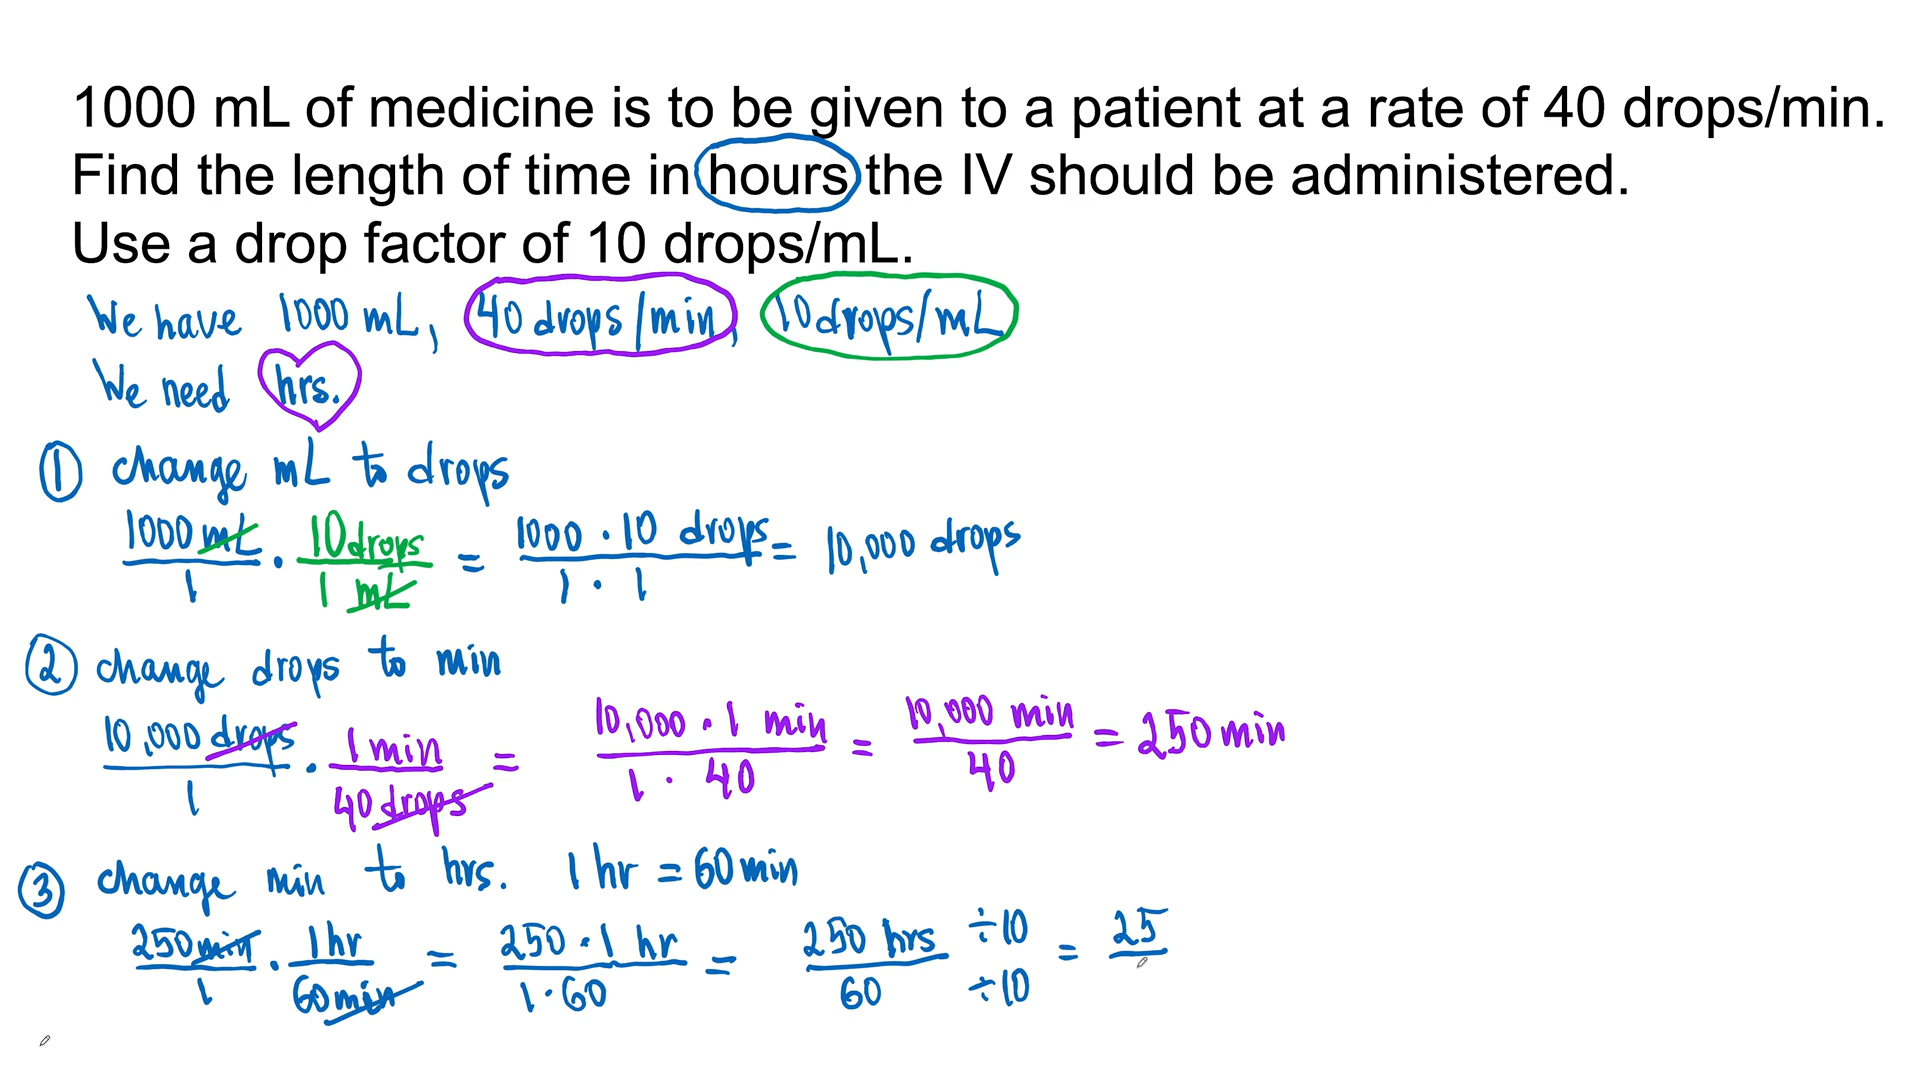 1000 mL of medicine is to be given to a patient at a rate of 40 drops/min.
Find the length of time in hours the IV should be administered.
Use a drop factor of 10 drops/mL.
We have 1000 mL, 40 drops/min, 10 drops/mL
We need hrs.
① change mL to drops
1000 mL/1 · 10 drops/1 mL = 1000 · 10 drops/1 · 1 = 10,000 drops
② change drops to min
10,000 drops/1 · 1 min/40 drops = 10,000 · 1 min/1 · 40 = 10,000 min/40 = 250 min
③ change min to hrs. 1 hr = 60 min
250 min/1 · 1 hr/60 min = 250 · 1 hr/1 · 60 = 250 hrs/60 ÷10/÷10 = 25